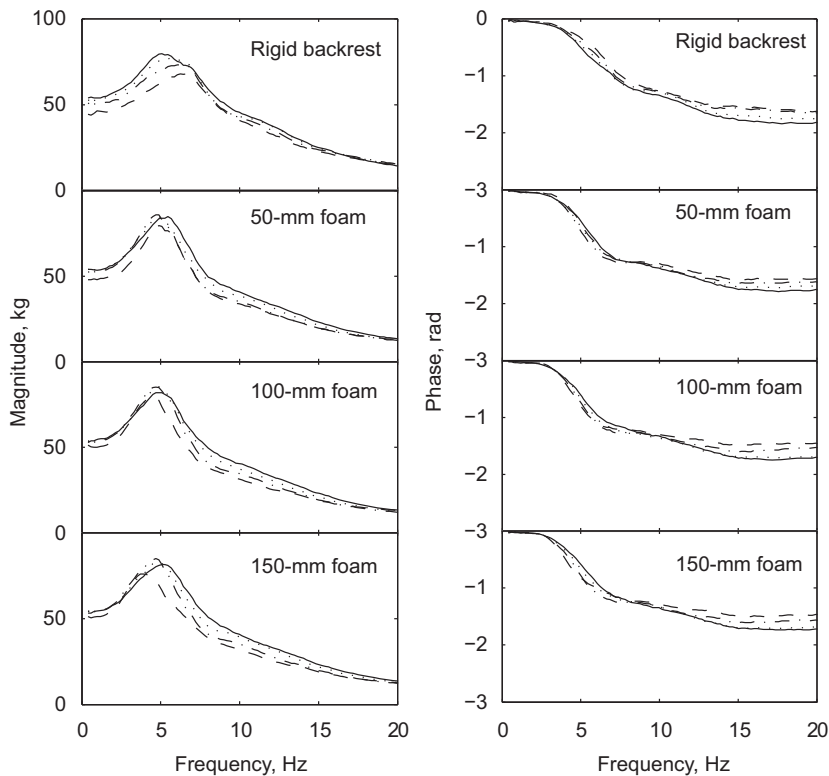 100
50
0
50
0
50
0
50
0
Magnitude, kg
Rigid backrest
50-mm foam
100-mm foam
150-mm foam
0
5
10
15
20
Frequency, Hz
0
−1
−2
−3
−1
−2
−3
−1
−2
−3
−1
−2
−3
Phase, rad
Rigid backrest
50-mm foam
100-mm foam
150-mm foam
0
5
10
15
20
Frequency, Hz